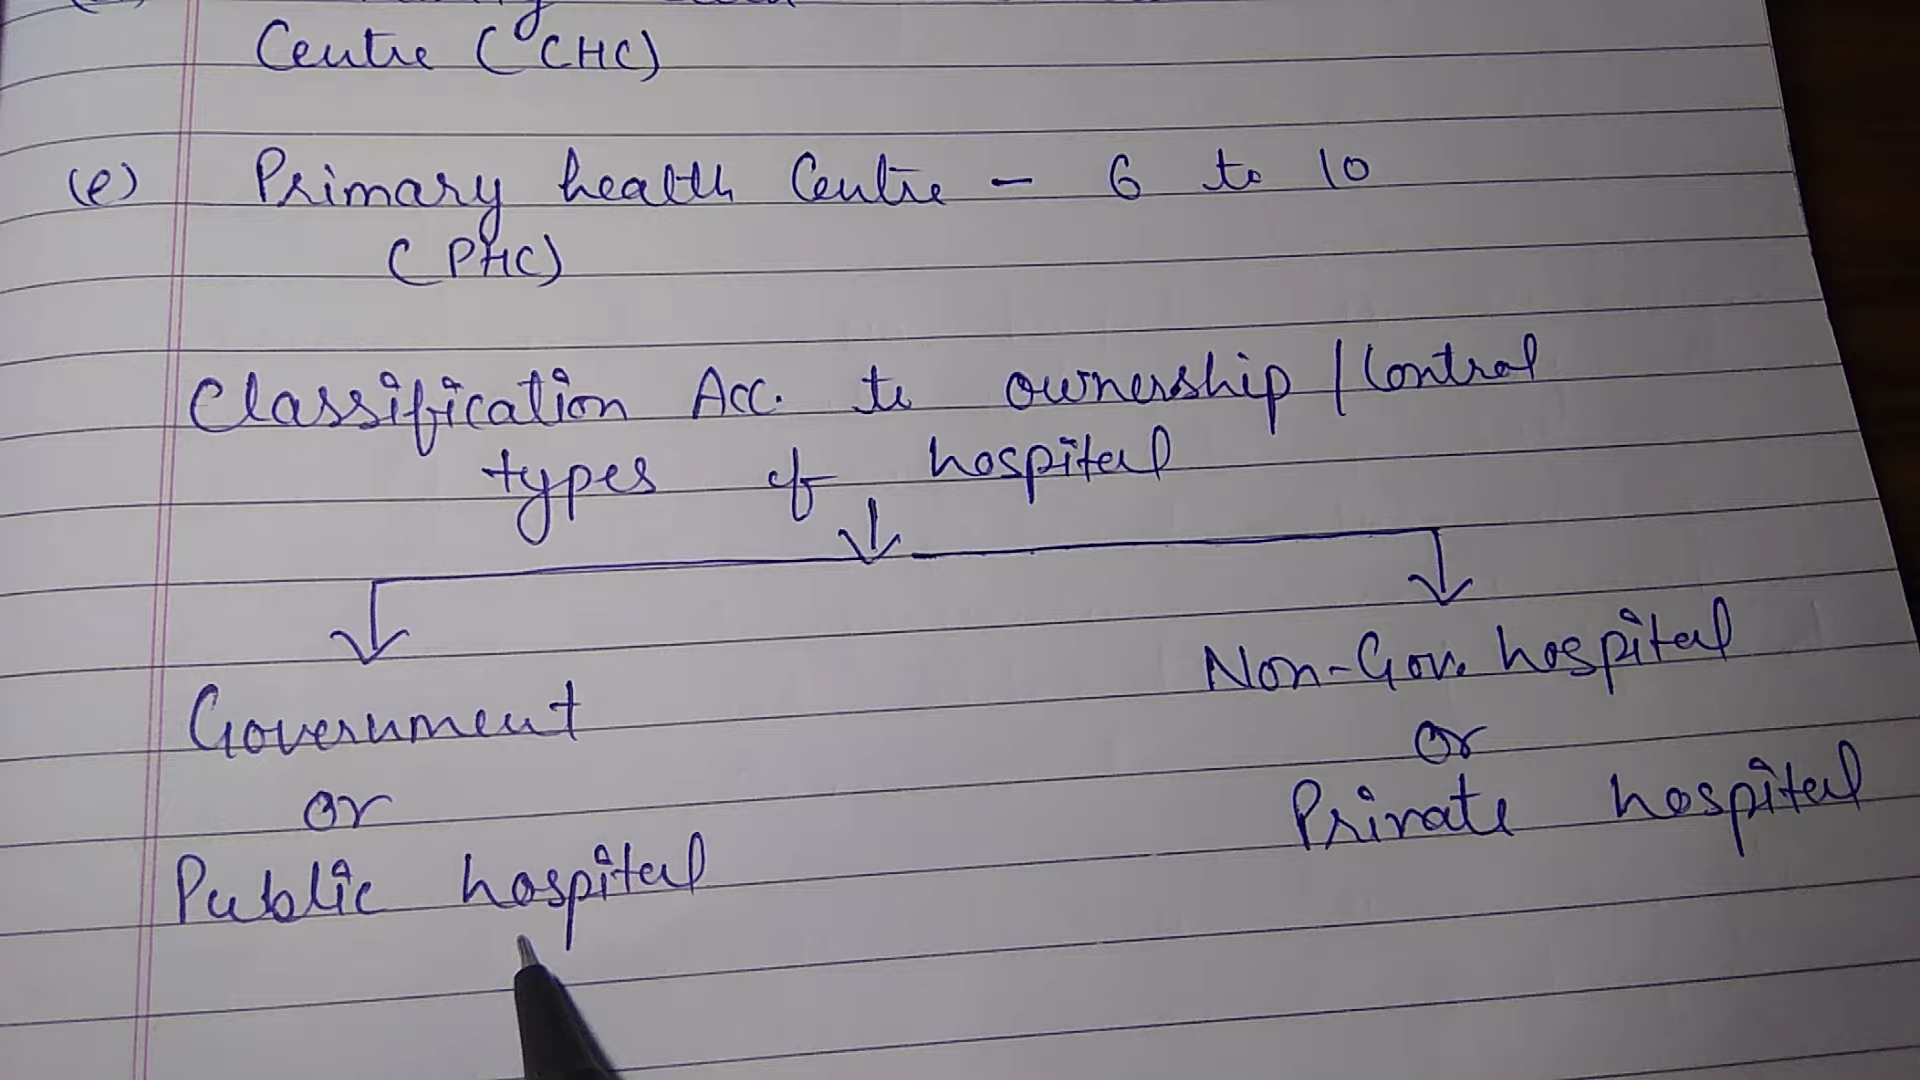 Centre (CHC)
(e) Primary health Centre - 6 to 10
(PHC)
Classification Acc. to ownership / Control
types of hospital
Government
or
Public hospital
Non-Gov. hospital
or
Private hospital